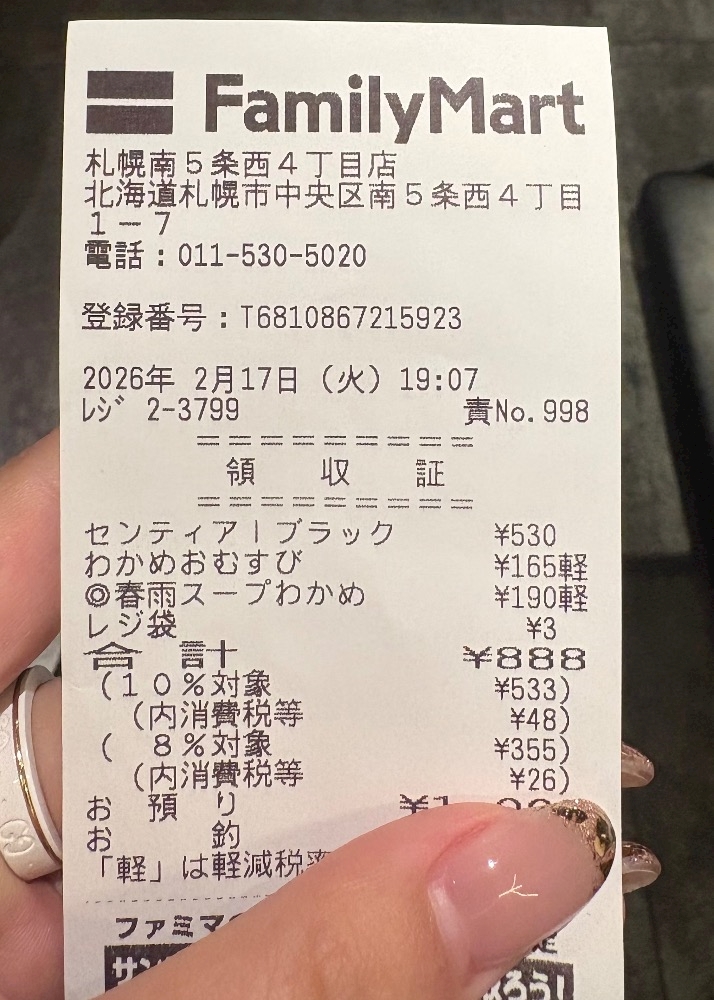 FamilyMart
札幌南5条西4丁目店
北海道札幌市中央区南5条西4丁目
1-7
電話:011-530-5020
登録番号:T6810867215923
2026年 2月17日(火)19:07
レジ 2-3799 責No.998
領 収 証
センティア1ブラック ¥530
わかめおむすび ¥165軽
◎春雨スープわかめ ¥190軽
レジ袋 ¥3
合 計 ¥888
(10%対象 ¥533)
(内消費税等 ¥48)
( 8%対象 ¥355)
(内消費税等 ¥26)
お 預 り
お 釣
「軽」は軽減税率
ファミマ